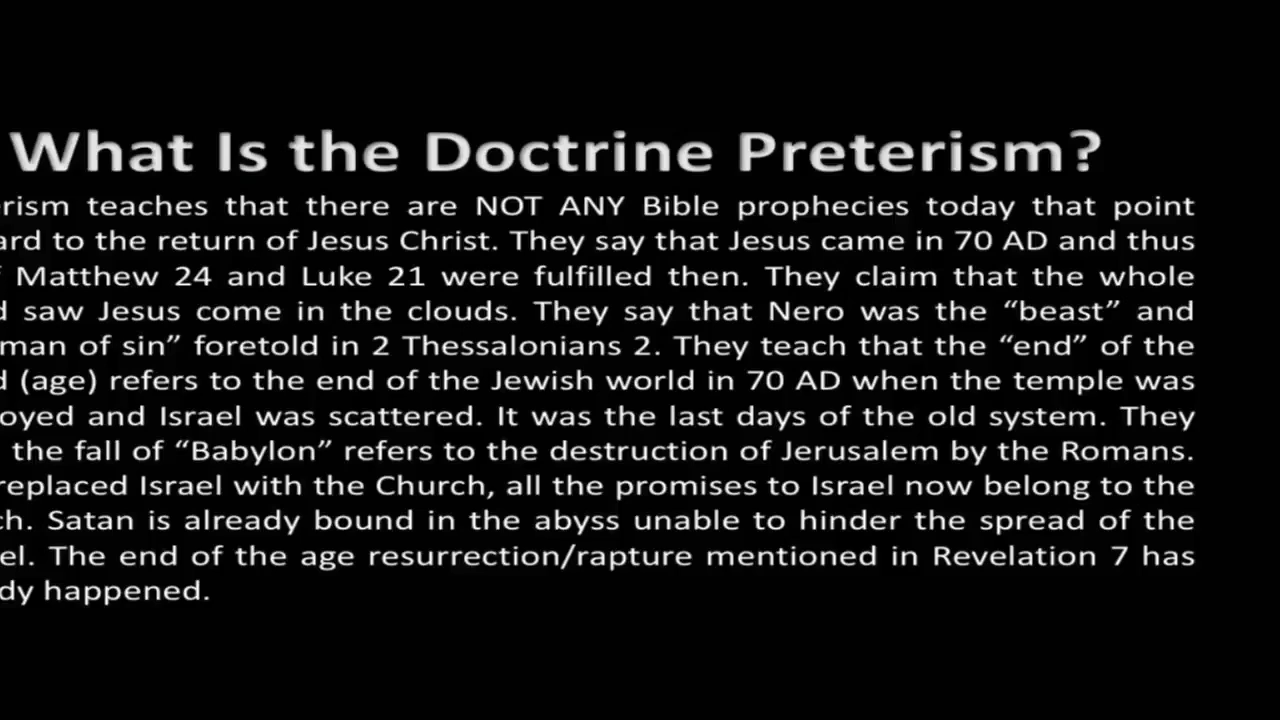 What Is the Doctrine Preterism?
rism teaches that there are NOT ANY Bible prophecies today that point
ard to the return of Jesus Christ. They say that Jesus came in 70 AD and thus
Matthew 24 and Luke 21 were fulfilled then. They claim that the whole
d saw Jesus come in the clouds. They say that Nero was the “beast” and
man of sin” foretold in 2 Thessalonians 2. They teach that the “end” of the
d (age) refers to the end of the Jewish world in 70 AD when the temple was
oyed and Israel was scattered. It was the last days of the old system. They
the fall of “Babylon” refers to the destruction of Jerusalem by the Romans.
replaced Israel with the Church, all the promises to Israel now belong to the
ch. Satan is already bound in the abyss unable to hinder the spread of the
el. The end of the age resurrection/rapture mentioned in Revelation 7 has
dy happened.